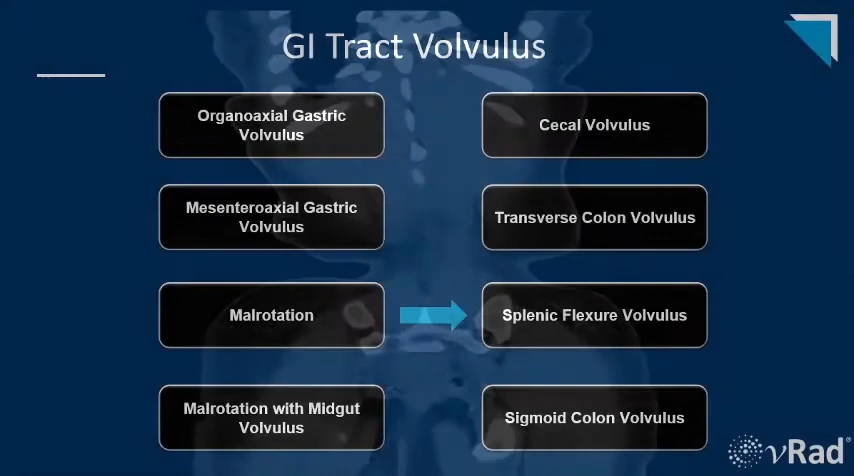 GI Tract Volvulus
Organoaxial Gastric
Volvulus
Cecal Volvulus
Mesenteroaxial Gastric
Volvulus
Transverse Colon Volvulus
Malrotation
Splenic Flexure Volvulus
Malrotation with Midgut
Volvulus
Sigmoid Colon Volvulus
vRad®